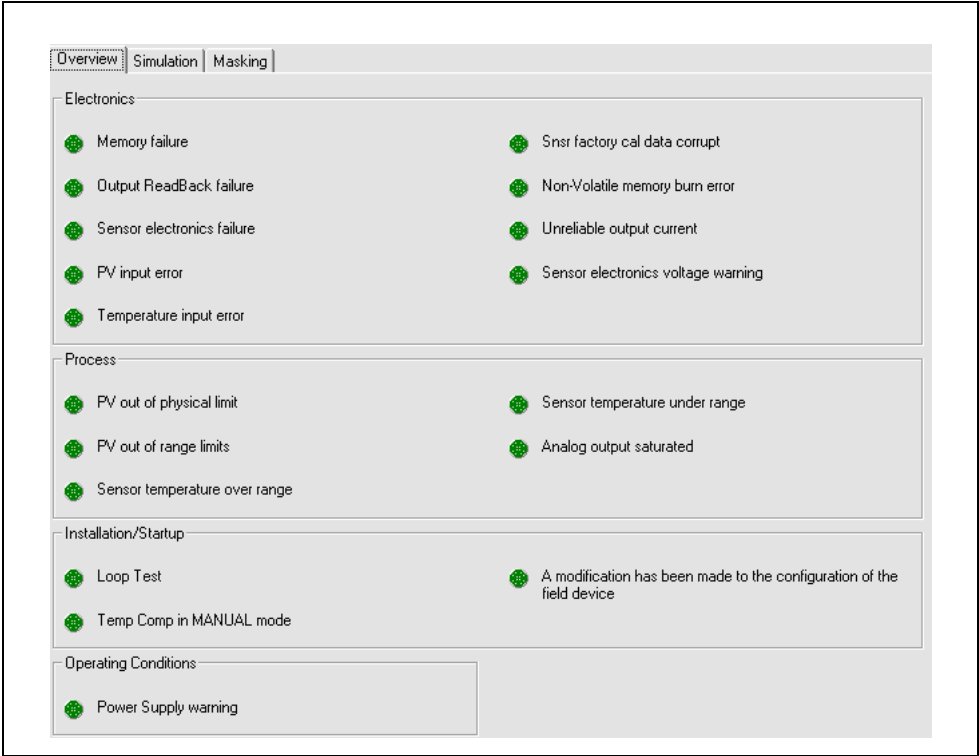 Overview Simulation Masking
Electronics
Memory failure
Output ReadBack failure
Sensor electronics failure
PV input error
Temperature input error
Snsr factory cal data corrupt
Non-Volatile memory burn error
Unreliable output current
Sensor electronics voltage warning
Process
PV out of physical limit
PV out of range limits
Sensor temperature over range
Sensor temperature under range
Analog output saturated
Installation/Startup
Loop Test
Temp Comp in MANUAL mode
A modification has been made to the configuration of the
field device
Operating Conditions
Power Supply warning